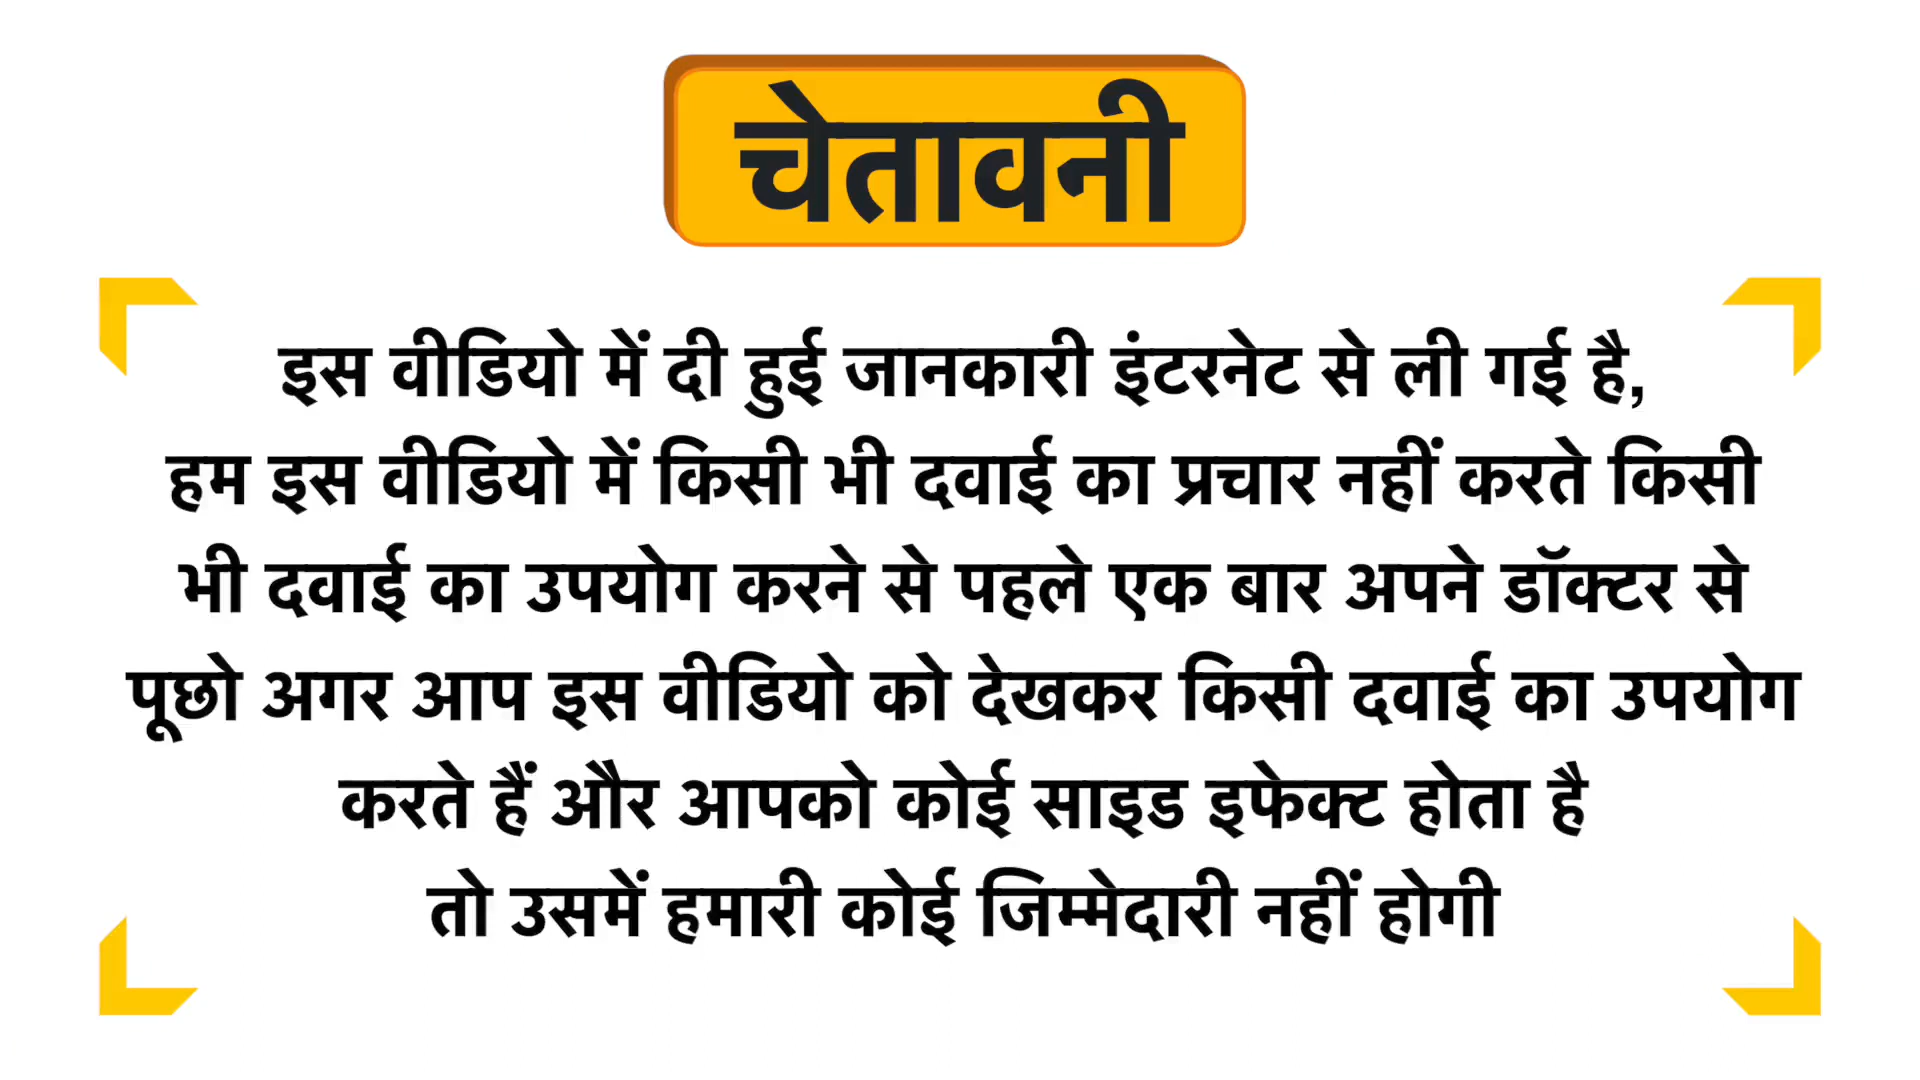 चेतावनी
इस वीडियो में दी हुई जानकारी इंटरनेट से ली गई है,
हम इस वीडियो में किसी भी दवाई का प्रचार नहीं करते किसी
भी दवाई का उपयोग करने से पहले एक बार अपने डॉक्टर से
पूछो अगर आप इस वीडियो को देखकर किसी दवाई का उपयोग
करते हैं और आपको कोई साइड इफेक्ट होता है
तो उसमें हमारी कोई जिम्मेदारी नहीं होगी